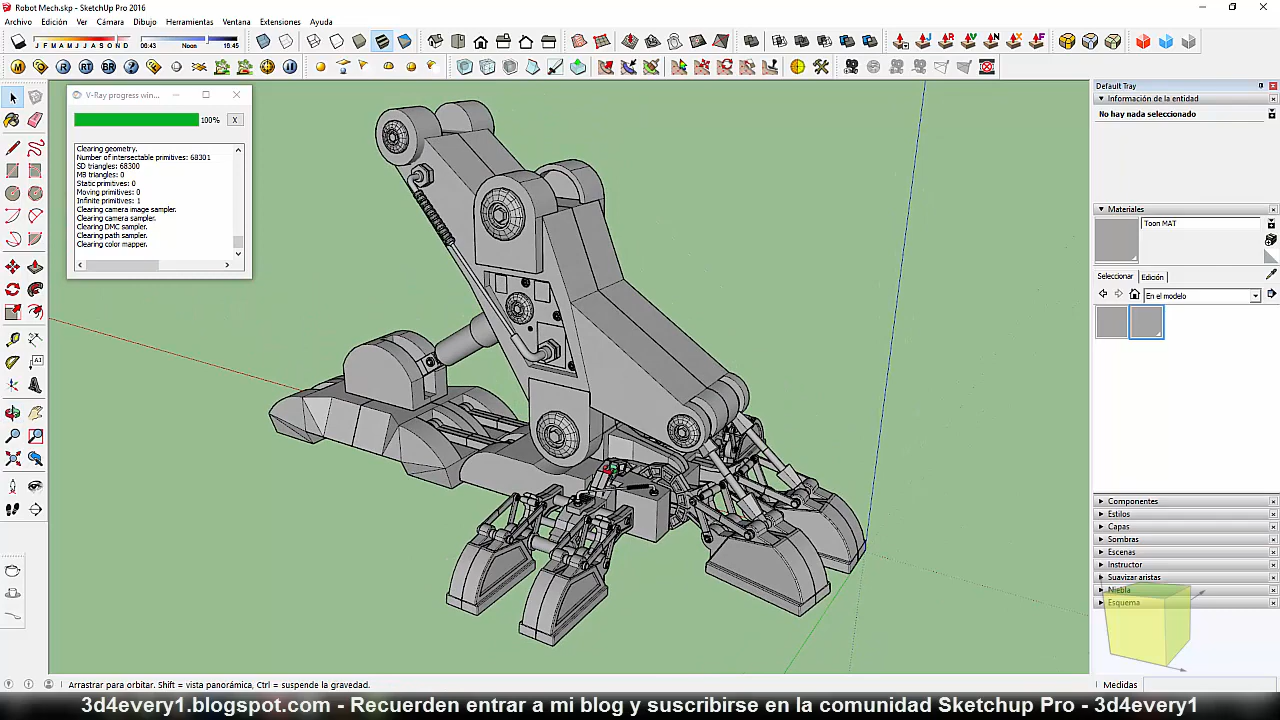 Robot Mech.skp - SketchUp Pro 2016
Archivo Edición Ver Cámara Dibujo Herramientas Ventana Extensiones Ayuda
J F M A M J J A S O N D 06:43 Noon 16:45
V-Ray progress win...
100% X
Clearing geometry.
Number of intersectable primitives: 68301
SD triangles: 68300
MB triangles: 0
Static primitives: 0
Moving primitives: 0
Infinite primitives: 1
Clearing camera image sampler.
Clearing camera sampler.
Clearing DMC sampler.
Clearing path sampler.
Clearing color mapper.
Default Tray
Información de la entidad
No hay nada seleccionado
Materiales
Toon MAT
Seleccionar Edición
En el modelo
Componentes
Estilos
Capas
Sombras
Escenas
Instructor
Suavizar aristas
Niebla
Esquema
Arrastrar para orbitar. Shift = vista panorámica, Ctrl = suspende la gravedad.
Medidas
3d4every1.blogspot.com - Recuerden entrar a mi blog y suscribirse en la comunidad Sketchup Pro - 3d4every1